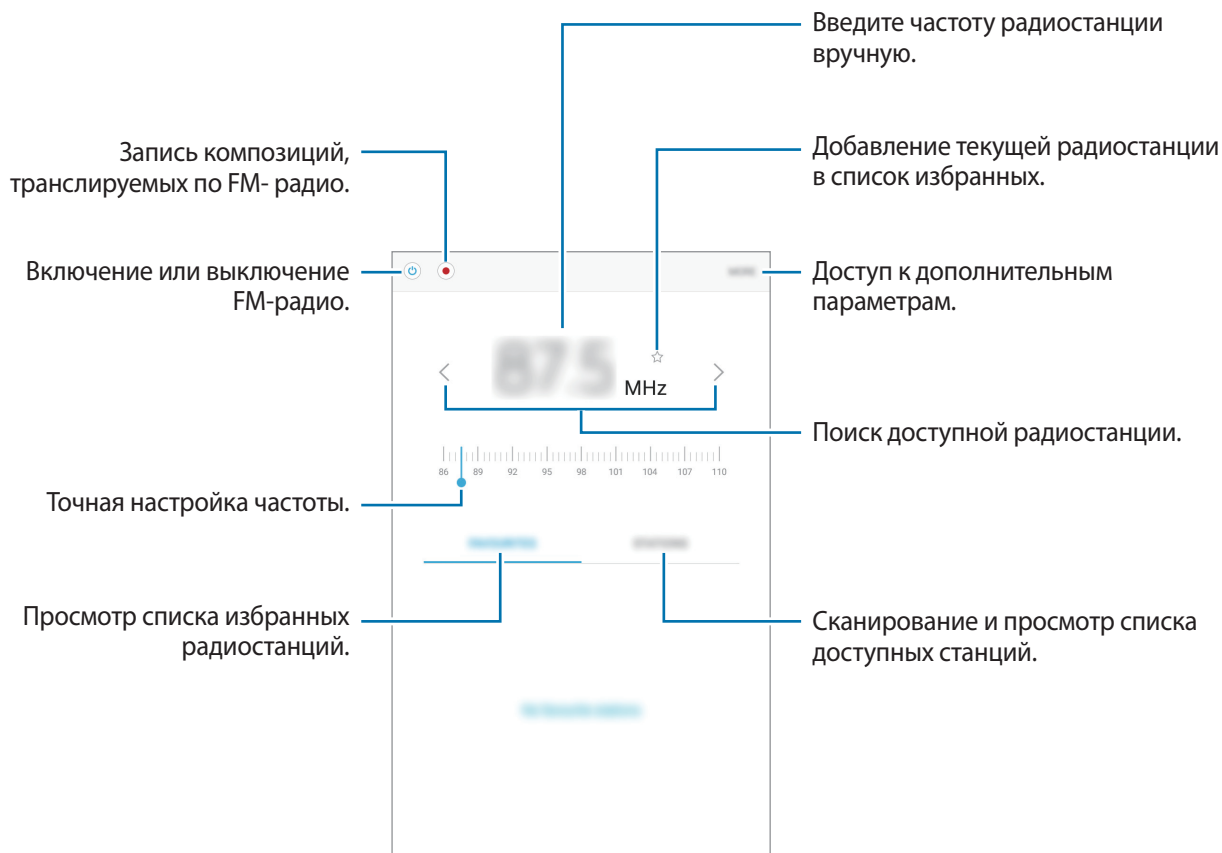 Введите частоту радиостанции
вручную.
Запись композиций,
транслируемых по FM- радио.
Добавление текущей радиостанции
в список избранных.
Включение или выключение
FM-радио.
Доступ к дополнительным
параметрам.
87.5
MHz
Поиск доступной радиостанции.
86 89 92 95 98 101 104 107 110
Точная настройка частоты.
Просмотр списка избранных
радиостанций.
Сканирование и просмотр списка
доступных станций.